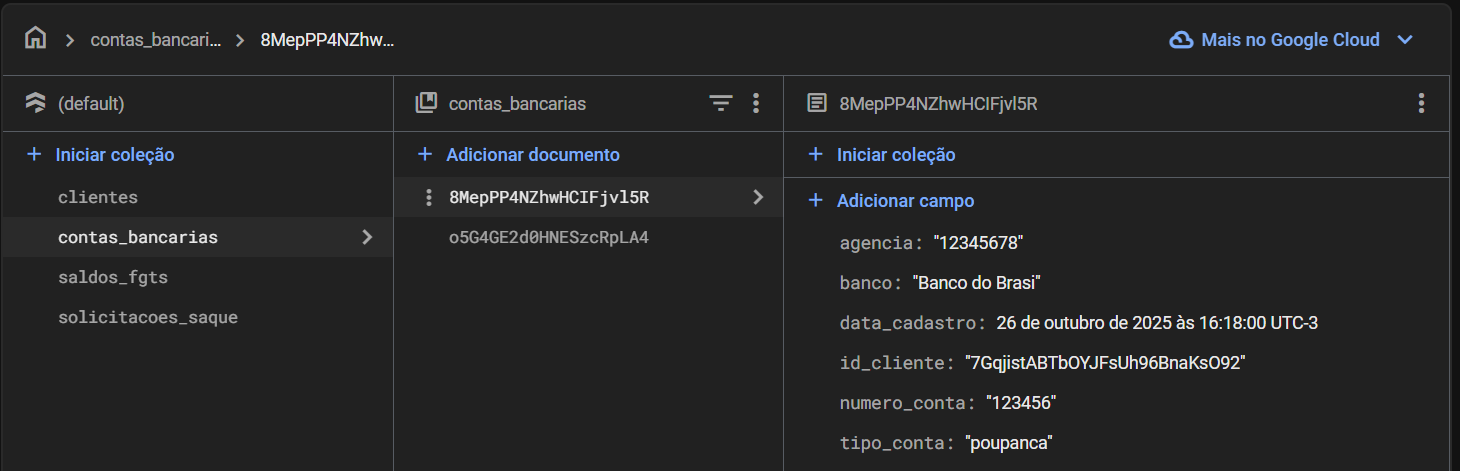 contas_bancari... 8MepPP4NZhw... Mais no Google Cloud
(default)
Iniciar coleção
clientes
contas_bancarias
saldos_fgts
solicitacoes_saque
contas_bancarias
Adicionar documento
8MepPP4NZhwHCIFjvl5R
o5G4GE2d0HNESzcRpLA4
8MepPP4NZhwHCIFjvl5R
Iniciar coleção
Adicionar campo
agencia: "12345678"
banco: "Banco do Brasi"
data_cadastro: 26 de outubro de 2025 às 16:18:00 UTC-3
id_cliente: "7GqjistABTbOYJFsUh96BnaKsO92"
numero_conta: "123456"
tipo_conta: "poupanca"